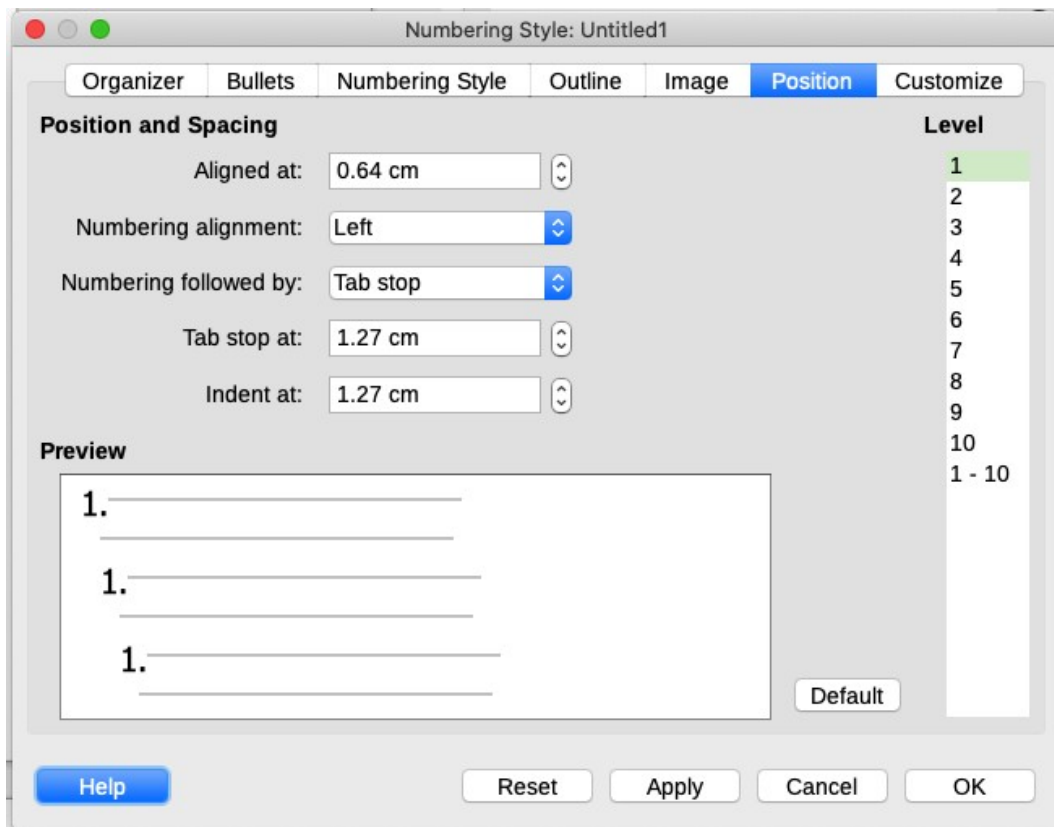 Numbering Style: Untitled1
Organizer Bullets Numbering Style Outline Image Position Customize
Position and Spacing
Aligned at: 0.64 cm
Numbering alignment: Left
Numbering followed by: Tab stop
Tab stop at: 1.27 cm
Indent at: 1.27 cm
Preview
1.
1.
1.
Default
Level
1
2
3
4
5
6
7
8
9
10
1 - 10
Help Reset Apply Cancel OK